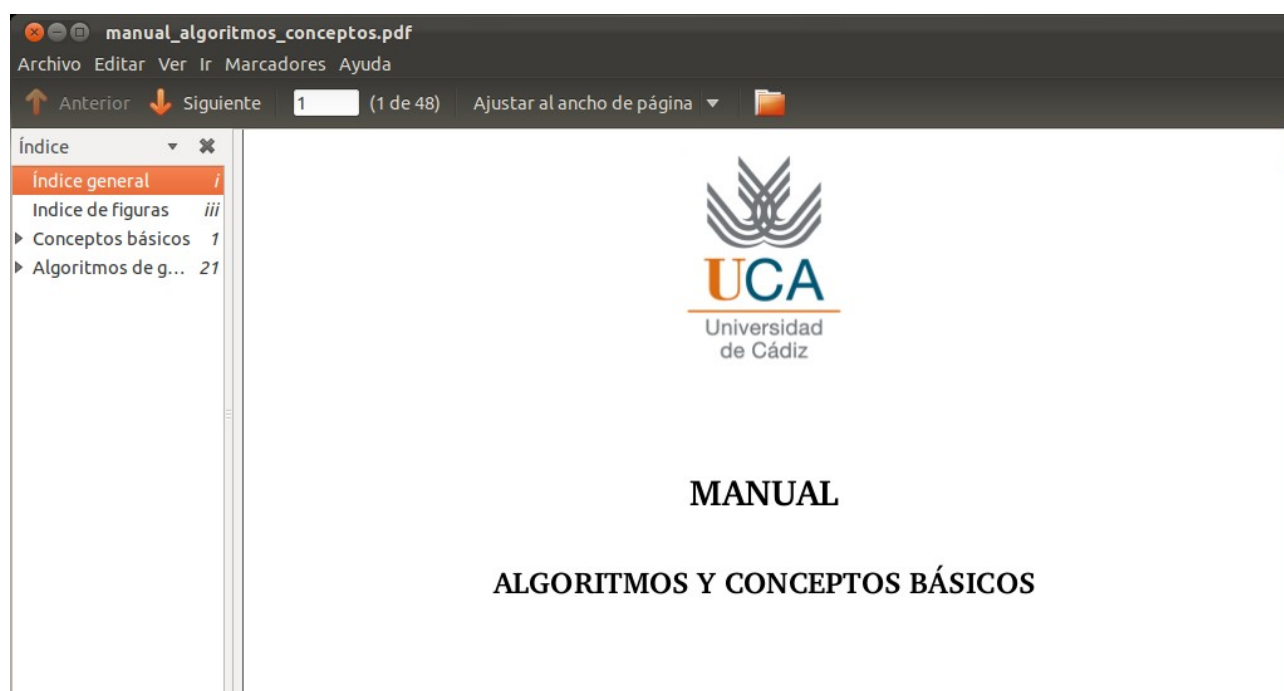 manual_algoritmos_conceptos.pdf
Archivo Editar Ver Ir Marcadores Ayuda
Anterior Siguiente 1 (1 de 48) Ajustar al ancho de página
Índice
Índice general i
Indice de figuras iii
Conceptos básicos 1
Algoritmos de g... 21
UCA
Universidad
de Cádiz
MANUAL
ALGORITMOS Y CONCEPTOS BÁSICOS